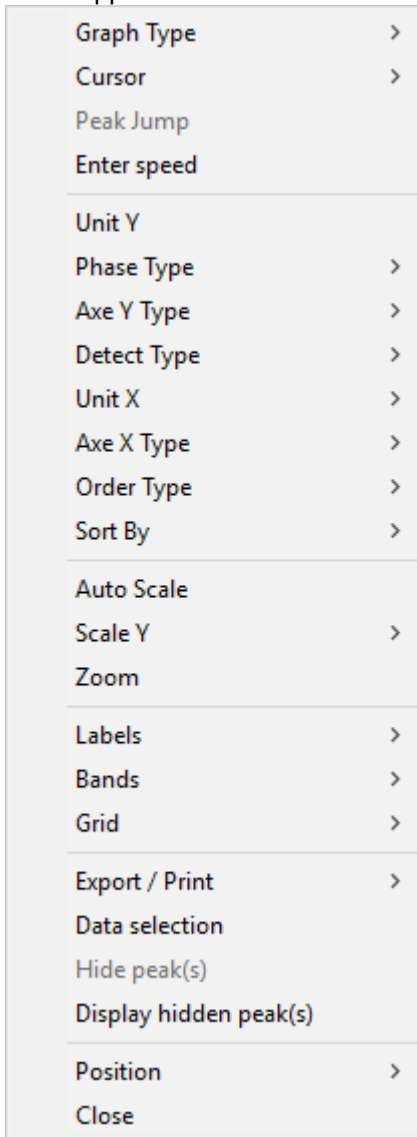 Graph Type
Cursor
Peak Jump
Enter speed
Unit Y
Phase Type
Axe Y Type
Detect Type
Unit X
Axe X Type
Order Type
Sort By
Auto Scale
Scale Y
Zoom
Labels
Bands
Grid
Export / Print
Data selection
Hide peak(s)
Display hidden peak(s)
Position
Close